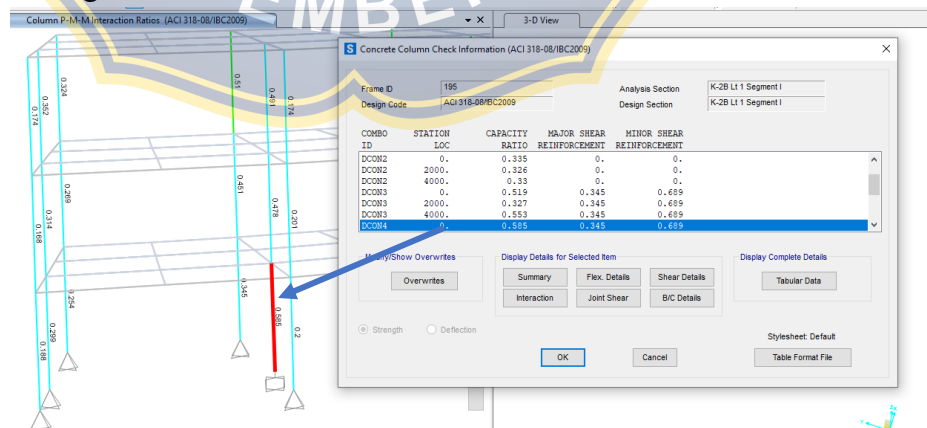 EMBER
Column P-M-M Interaction Ratios (ACI 318-08/IBC2009)
3-D View
S Concrete Column Check Information (ACI 318-08/IBC2009)
Frame ID 195 Analysis Section K-2B Lt 1 Segment I
Design Code ACI 318-08/IBC2009 Design Section K-2B Lt 1 Segment I
COMBO STATION CAPACITY MAJOR SHEAR MINOR SHEAR
ID LOC RATIO REINFORCEMENT REINFORCEMENT
DCON2 0. 0.335 0. 0.
DCON2 2000. 0.326 0. 0.
DCON2 4000. 0.33 0. 0.
DCON3 0. 0.519 0.345 0.689
DCON3 2000. 0.327 0.345 0.689
DCON3 4000. 0.553 0.345 0.689
DCON4 0. 0.585 0.345 0.689
Modify/Show Overwrites Display Details for Selected Item Display Complete Details
Overwrites Summary Flex. Details Shear Details Tabular Data
Interaction Joint Shear B/C Details
Strength Deflection
Stylesheet: Default
OK Cancel Table Format File
0.324
0.352
0.174
0.51
0.491
0.174
0.269
0.314
0.188
0.451
0.478
0.201
0.254
0.299
0.188
0.345
0.585
0.2